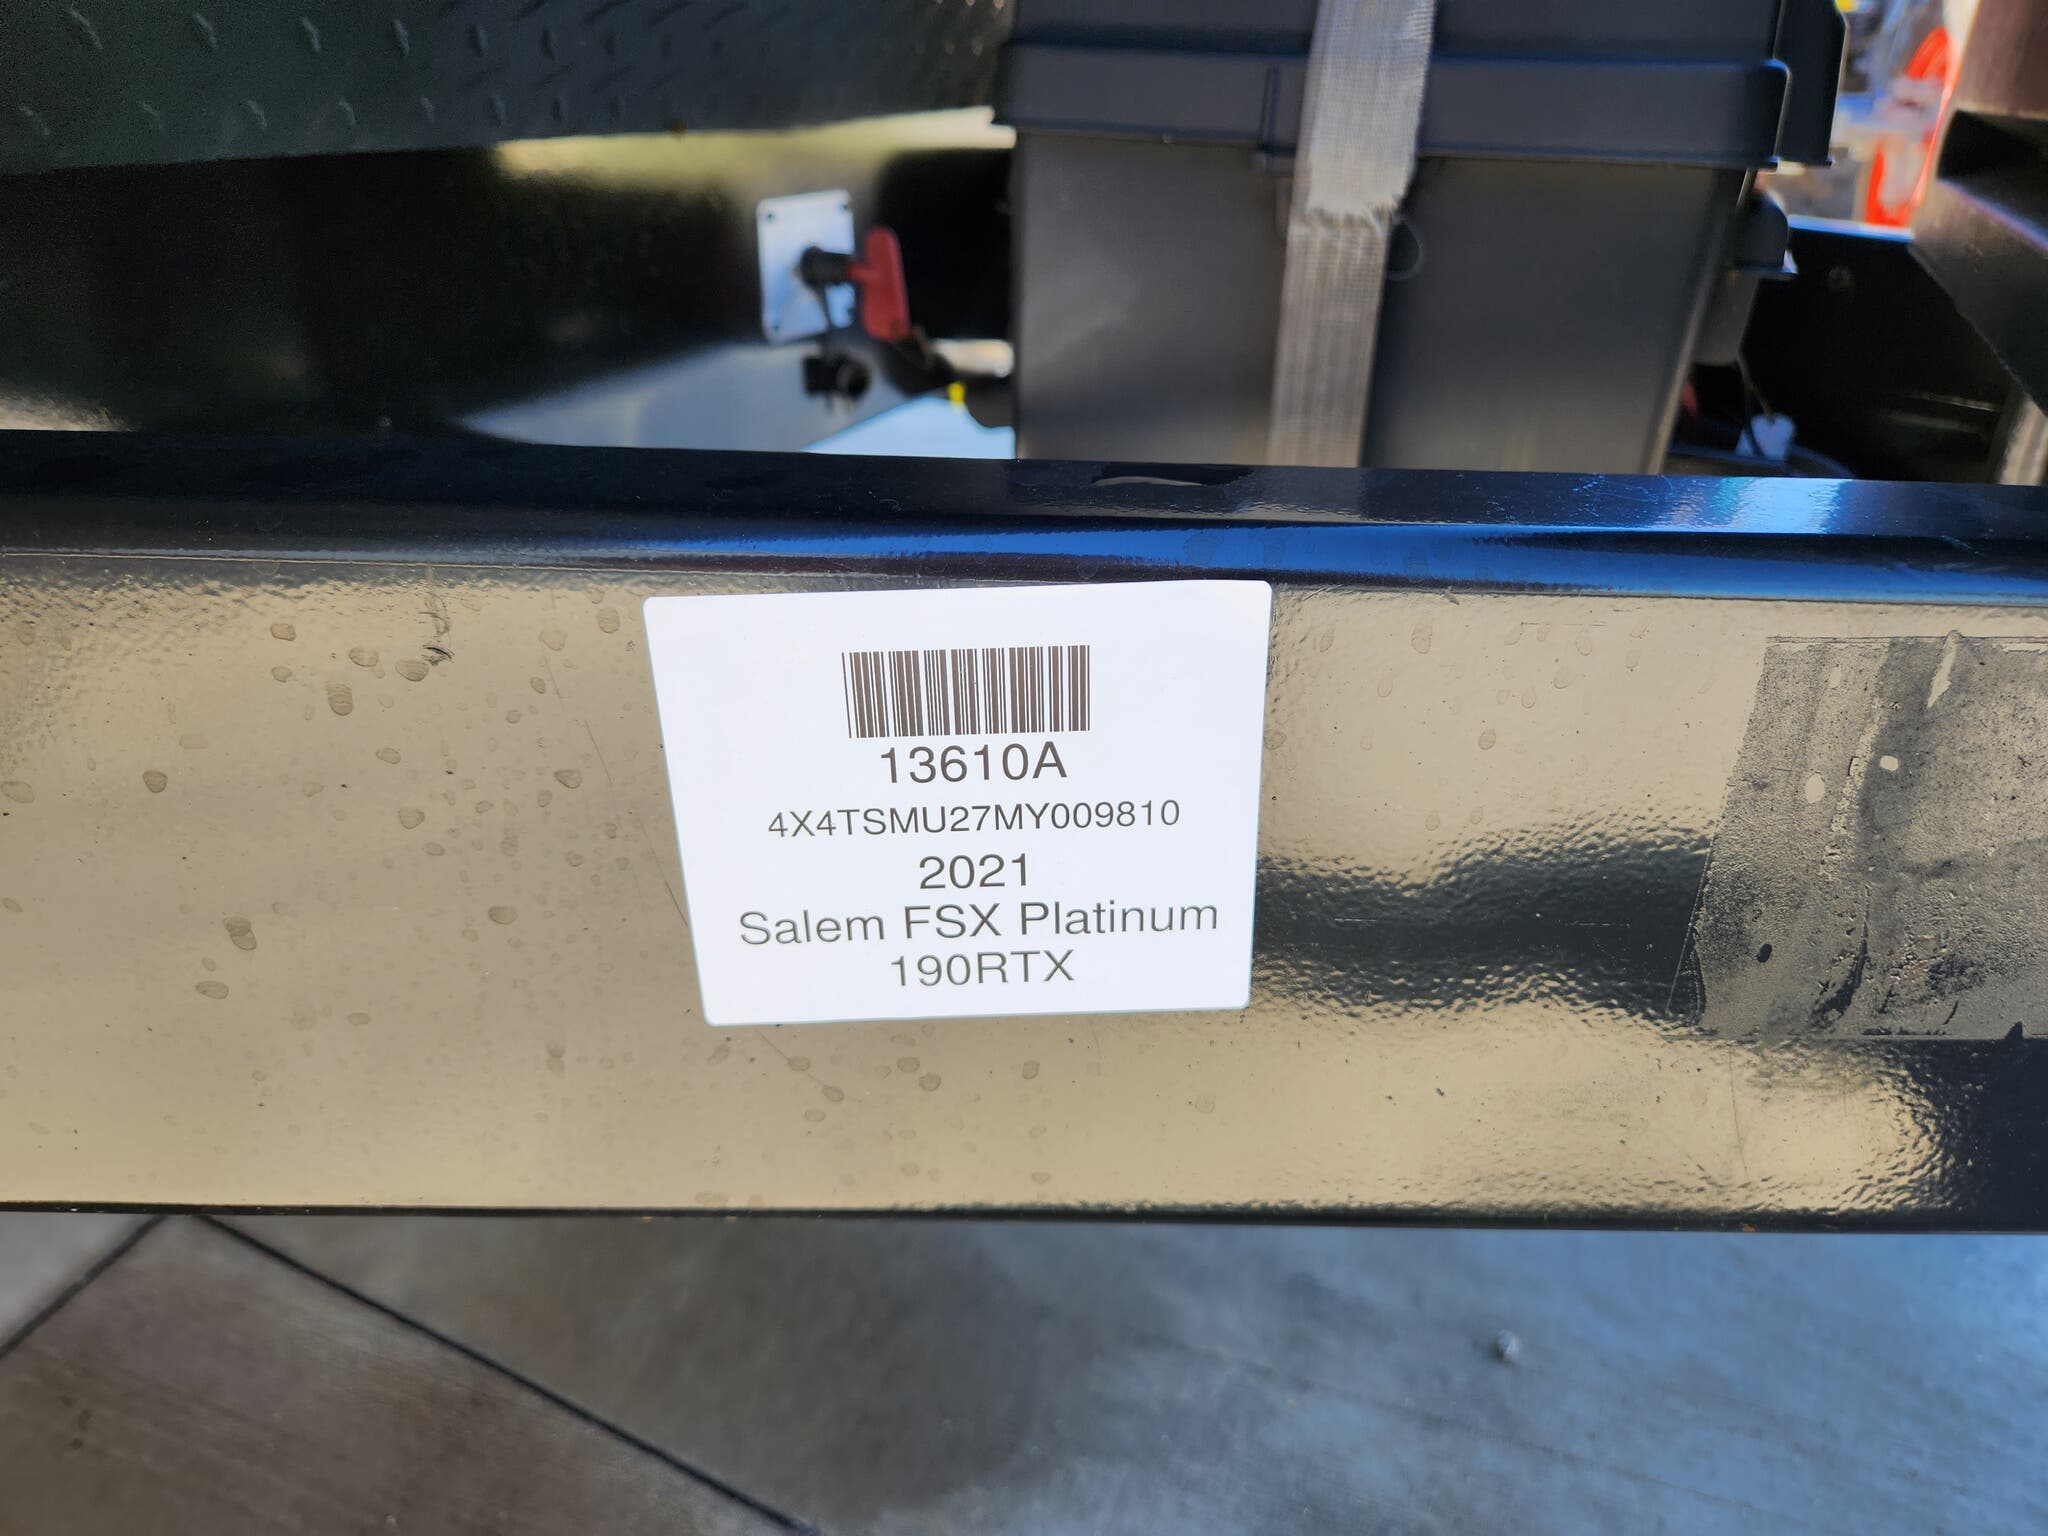 13610A
4X4TSMU27MY009810
2021
Salem FSX Platinum
190RTX